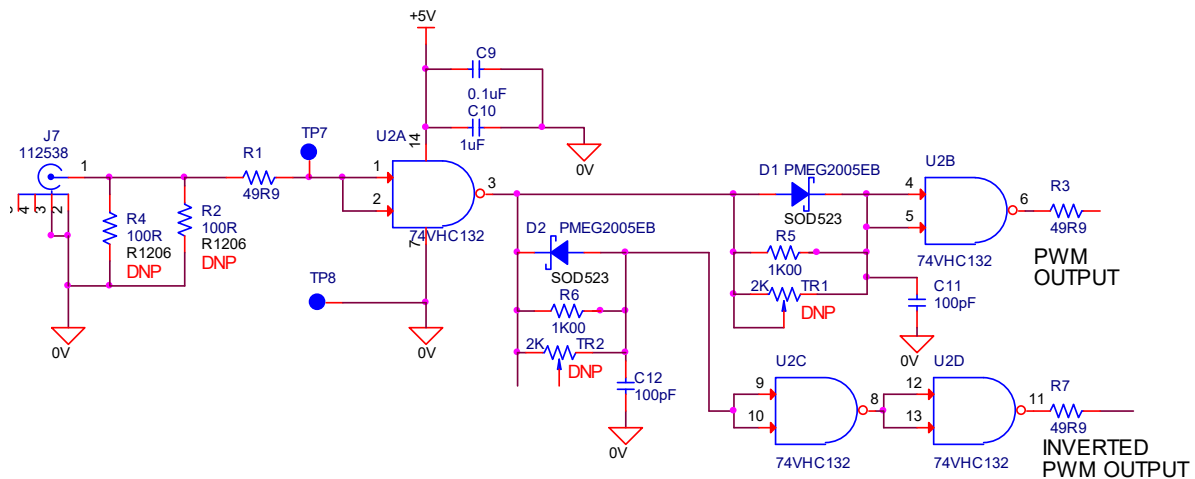 +5V
C9
0.1uF
C10
1uF
0V
J7
112538
1
4
3
2
R4
100R
R1206
DNP
R2
100R
R1206
DNP
0V
R1
49R9
TP7
TP8
U2A
14
1
2
3
7
74VHC132
0V
D2 PMEG2005EB
SOD523
R6
1K00
2K TR2
DNP
C12
100pF
0V
D1 PMEG2005EB
SOD523
R5
1K00
2K TR1
DNP
C11
100pF
0V
U2B
4
5
6
74VHC132
R3
49R9
PWM
OUTPUT
U2C
9
10
8
74VHC132
U2D
12
13
11
74VHC132
R7
49R9
INVERTED
PWM OUTPUT